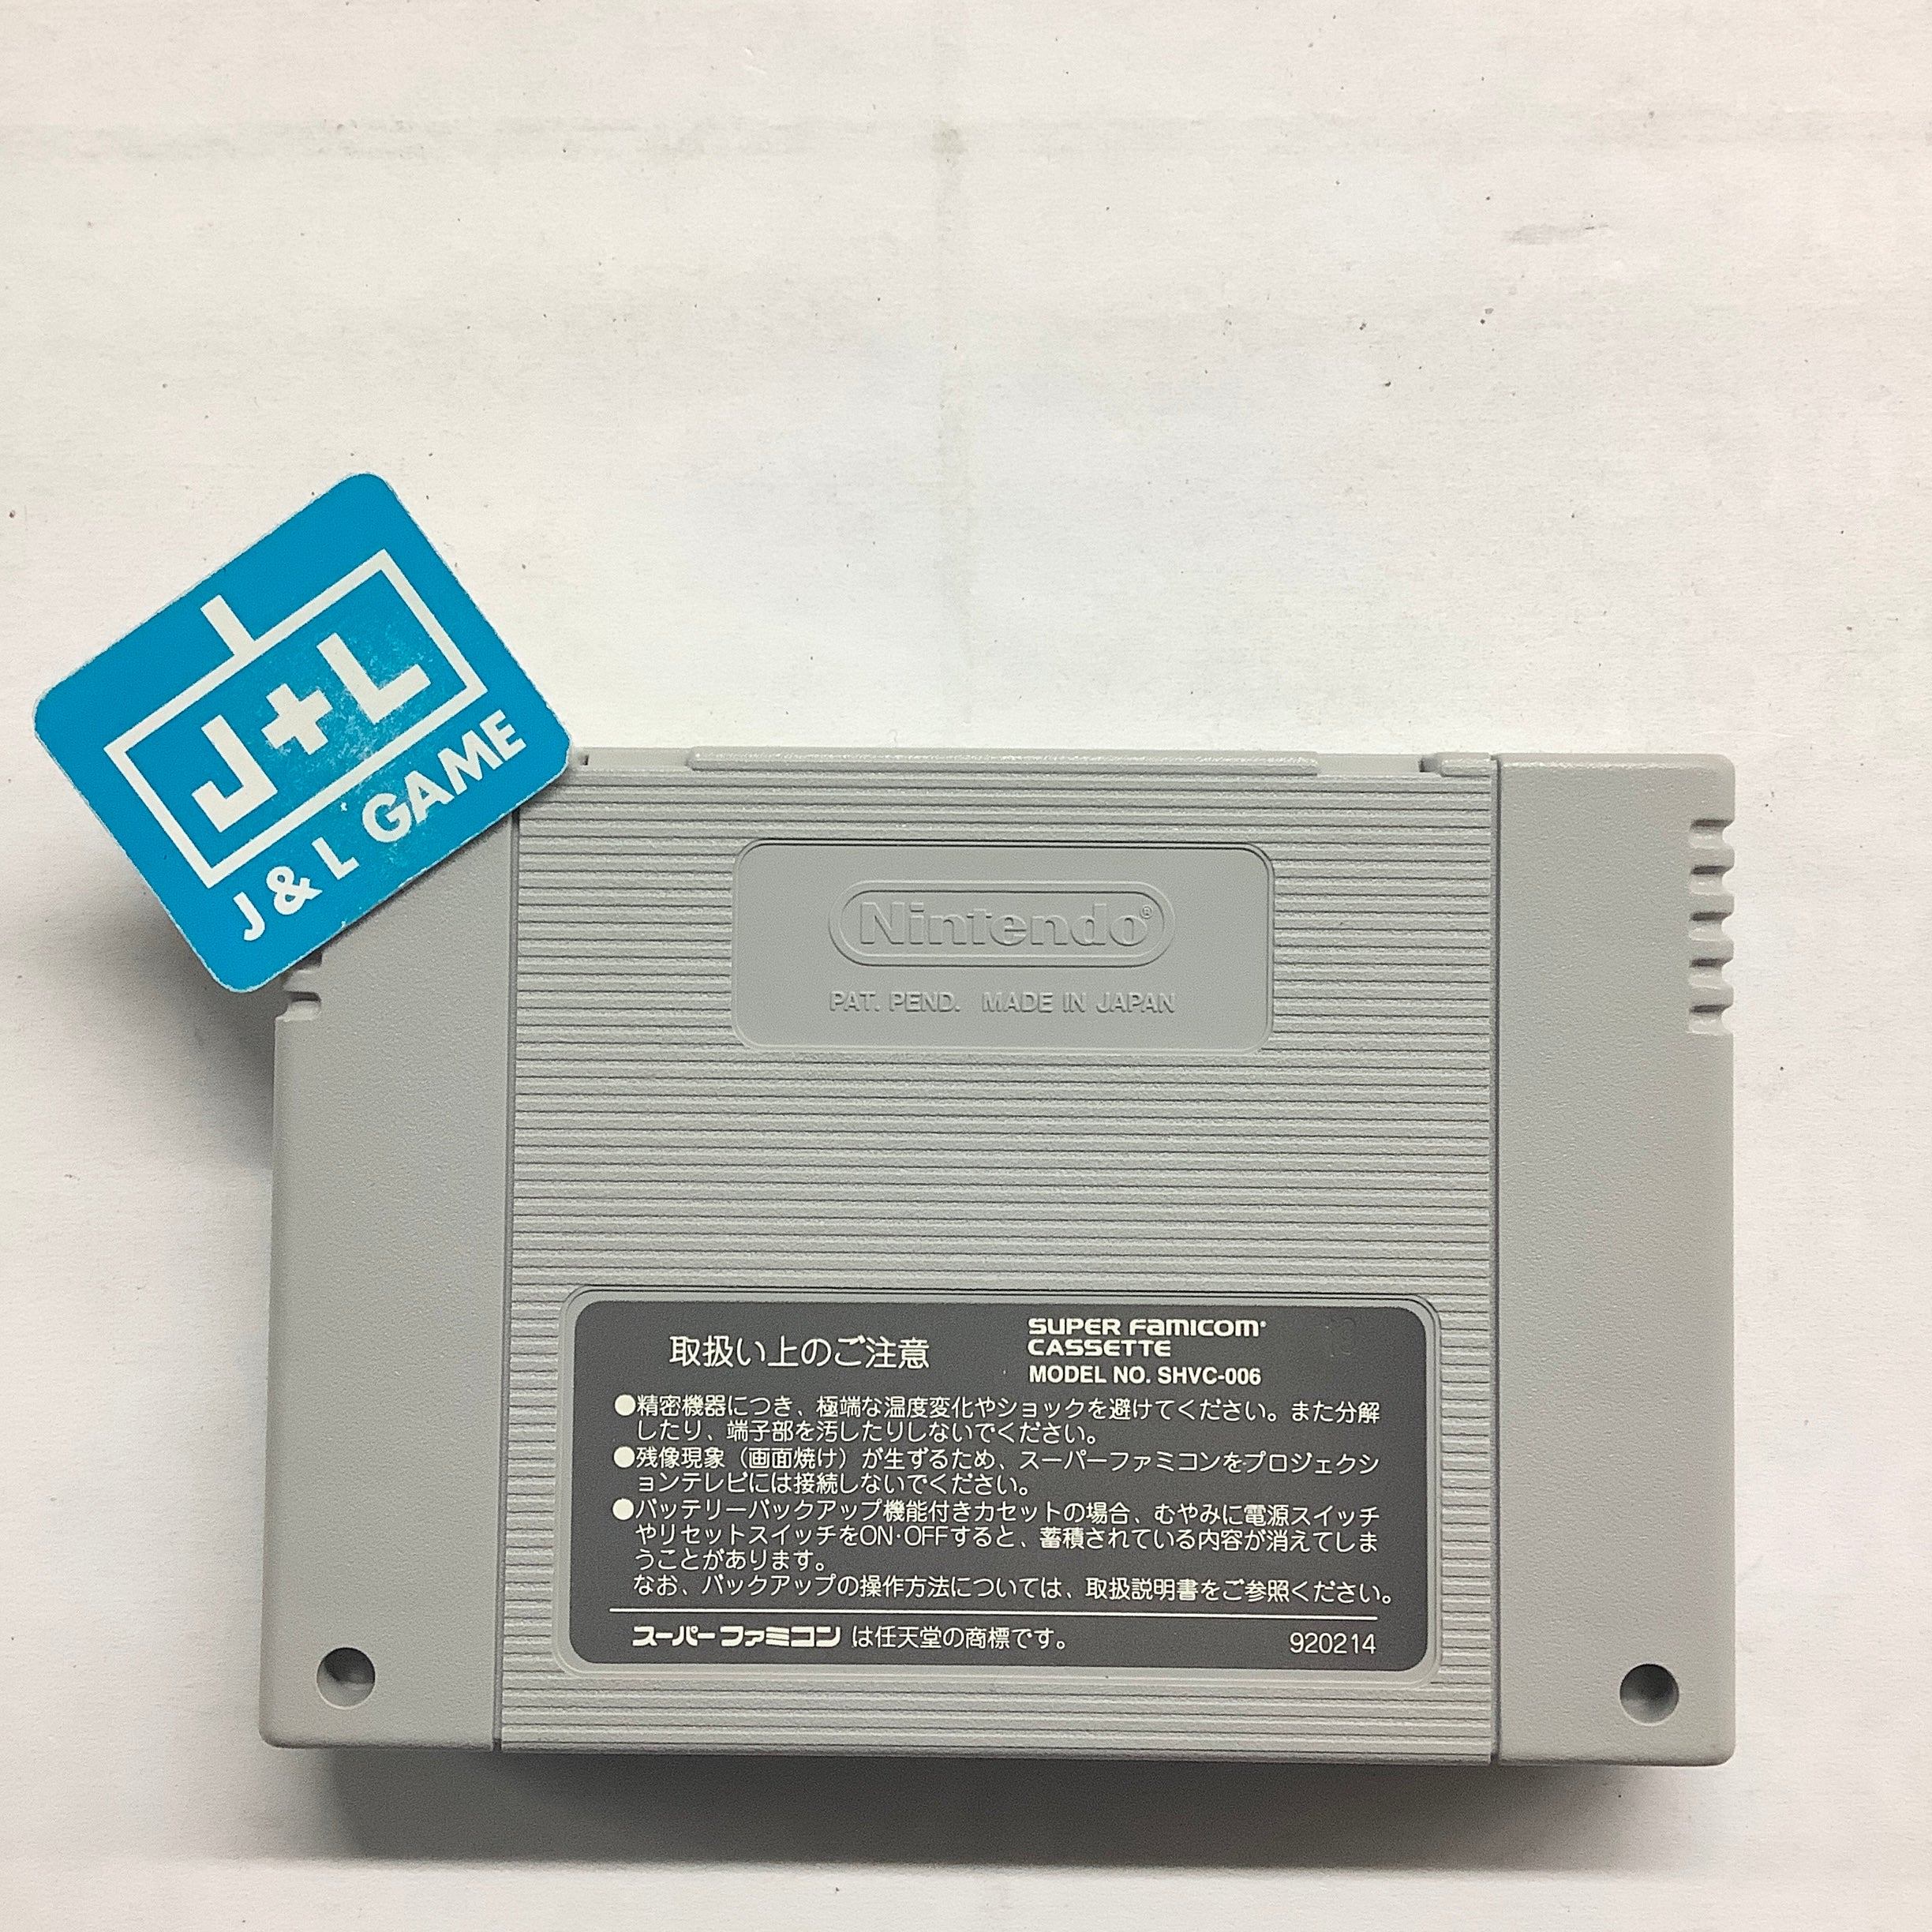 J+L
J & L GAME
Nintendo®
PAT. PEND. MADE IN JAPAN
取扱い上のご注意
SUPER FAMICOM®
CASSETTE
MODEL NO. SHVC-006
●精密機器につき、極端な温度変化やショックを避けてください。また分解
したり、端子部を汚したりしないでください。
●残像現象（画面焼け）が生ずるため、スーパーファミコンをプロジェクシ
ョンテレビには接続しないでください。
●バッテリーバックアップ機能付きカセットの場合、むやみに電源スイッチ
やリセットスイッチをON·OFFすると、蓄積されている内容が消えてしま
うことがあります。
なお、バックアップの操作方法については、取扱説明書をご参照ください。
スーパーファミコン は任天堂の商標です。
920214